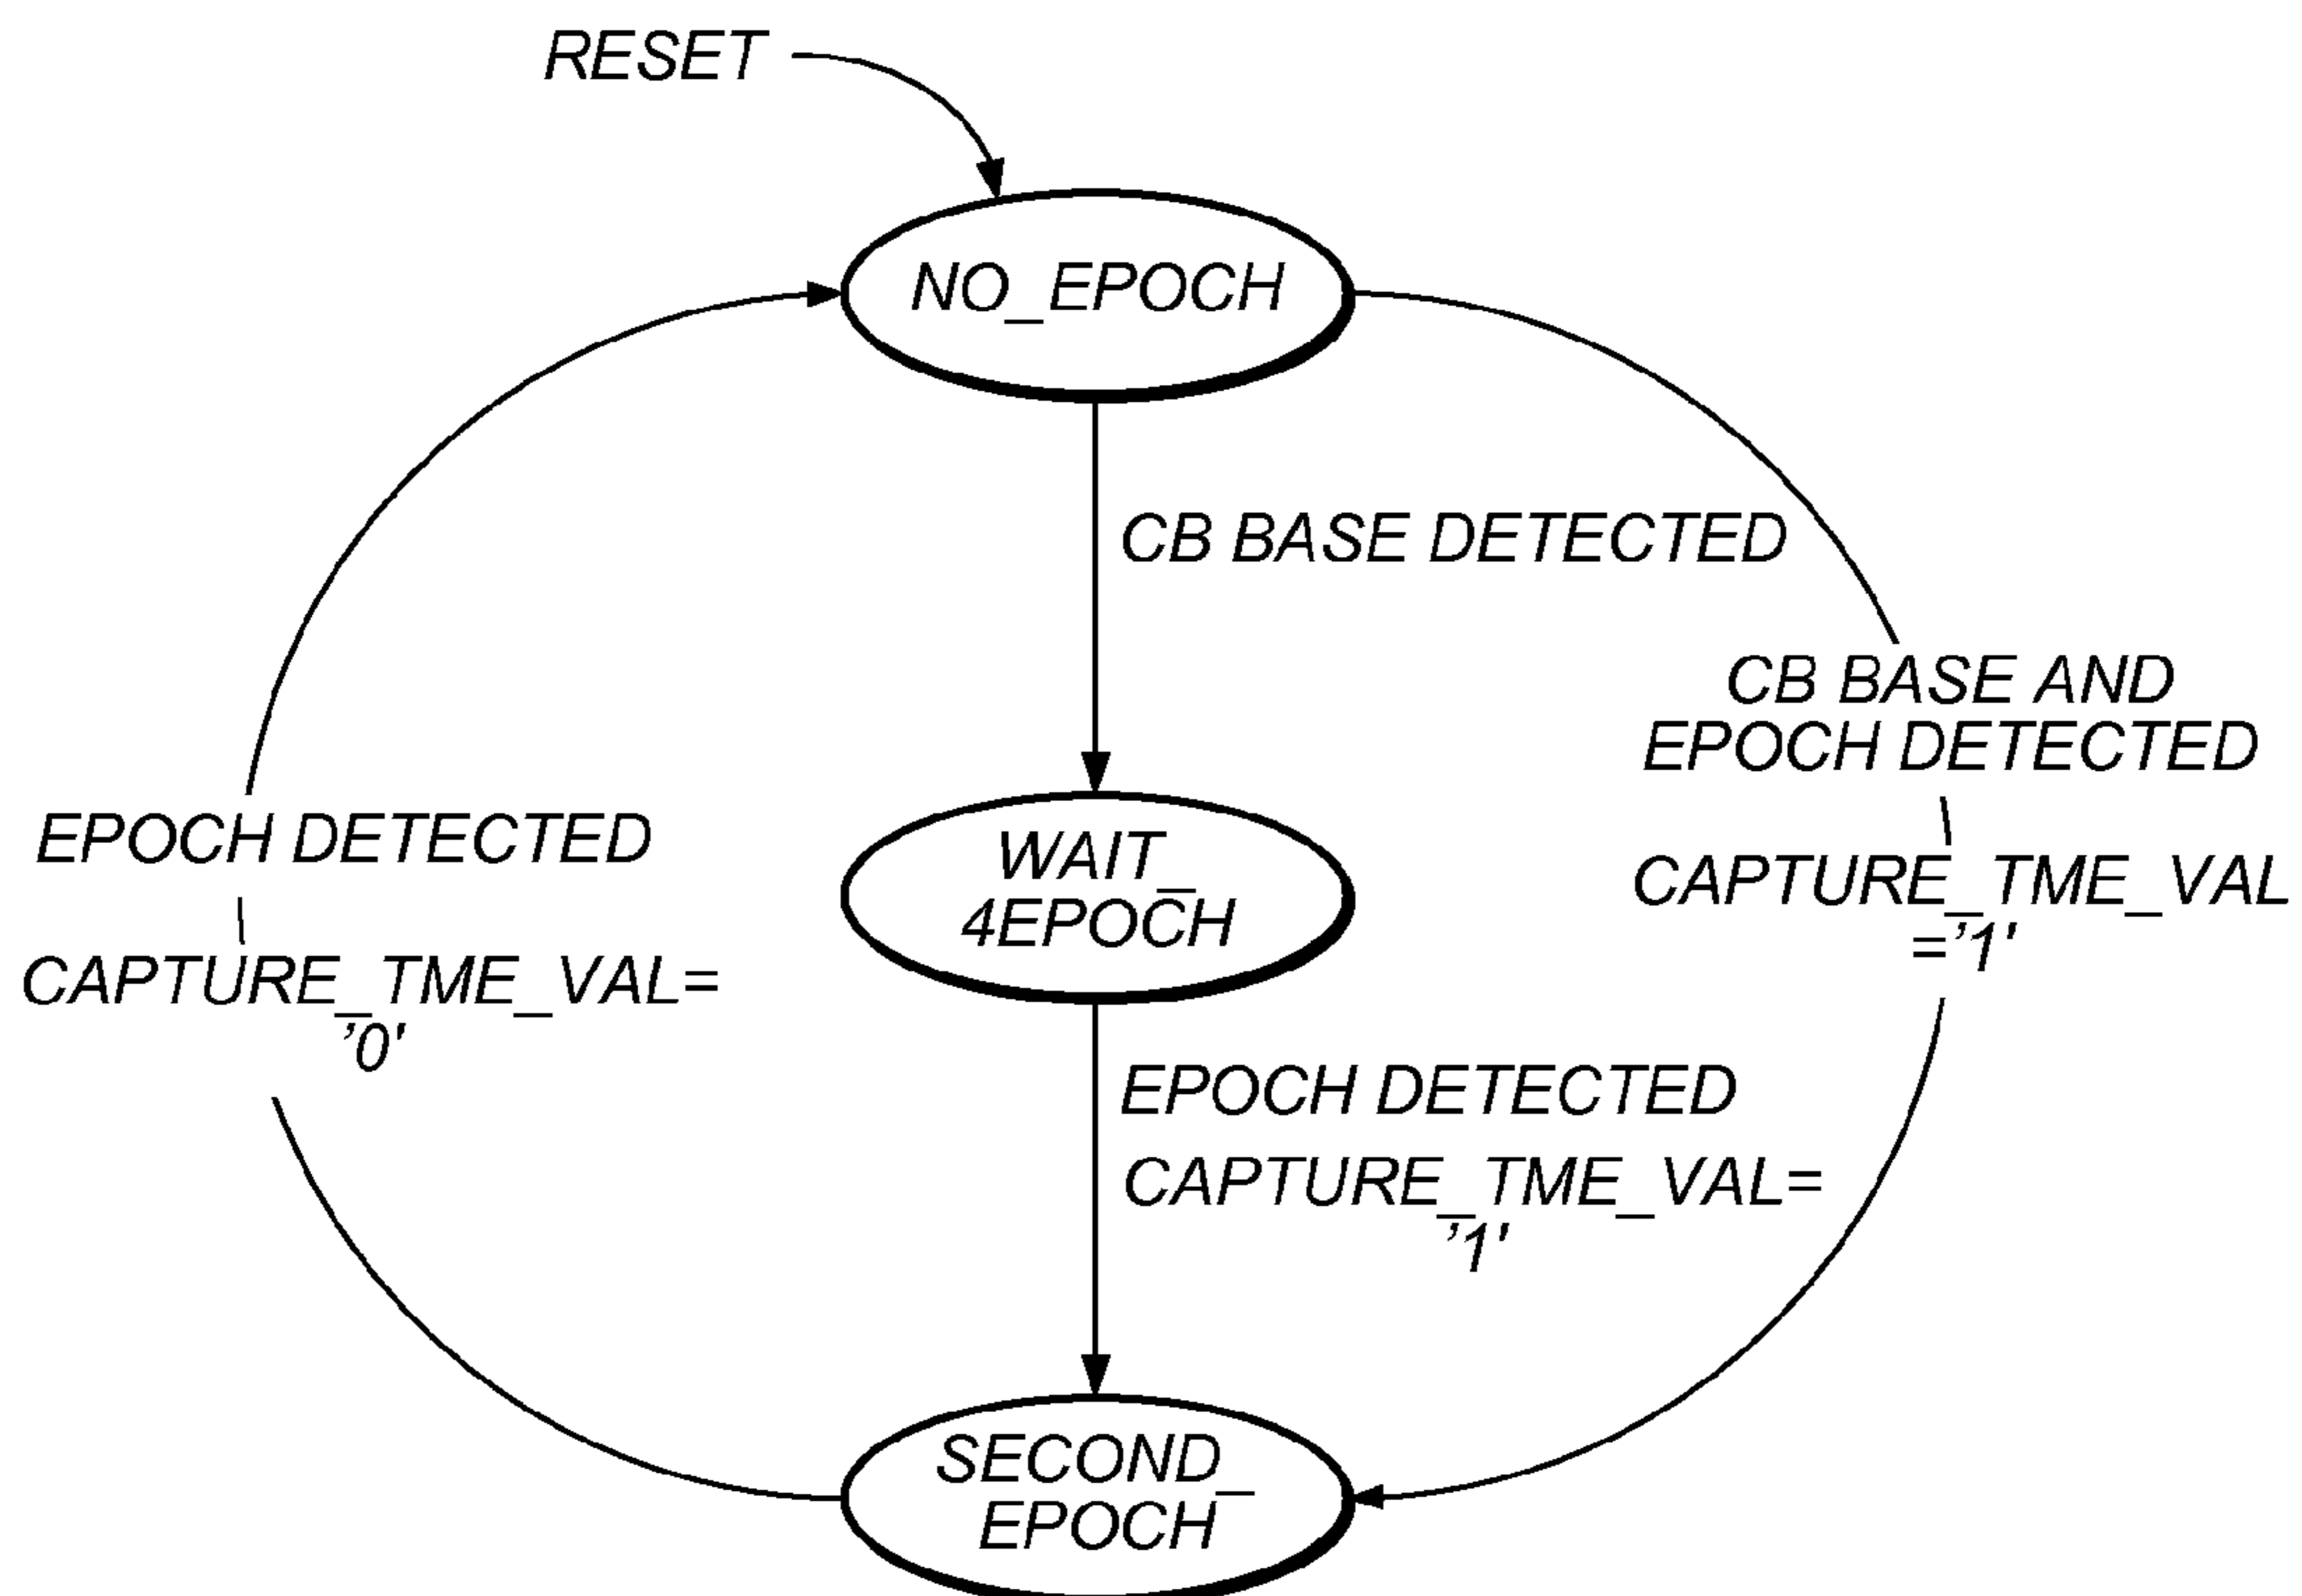 RESET
NO_EPOCH
CB BASE DETECTED
CB BASE AND
EPOCH DETECTED
CAPTURE_TME_VAL
='1'
EPOCH DETECTED
CAPTURE_TME_VAL=
'0'
WAIT_
4EPOCH
EPOCH DETECTED
CAPTURE_TME_VAL=
'1'
SECOND_
EPOCH